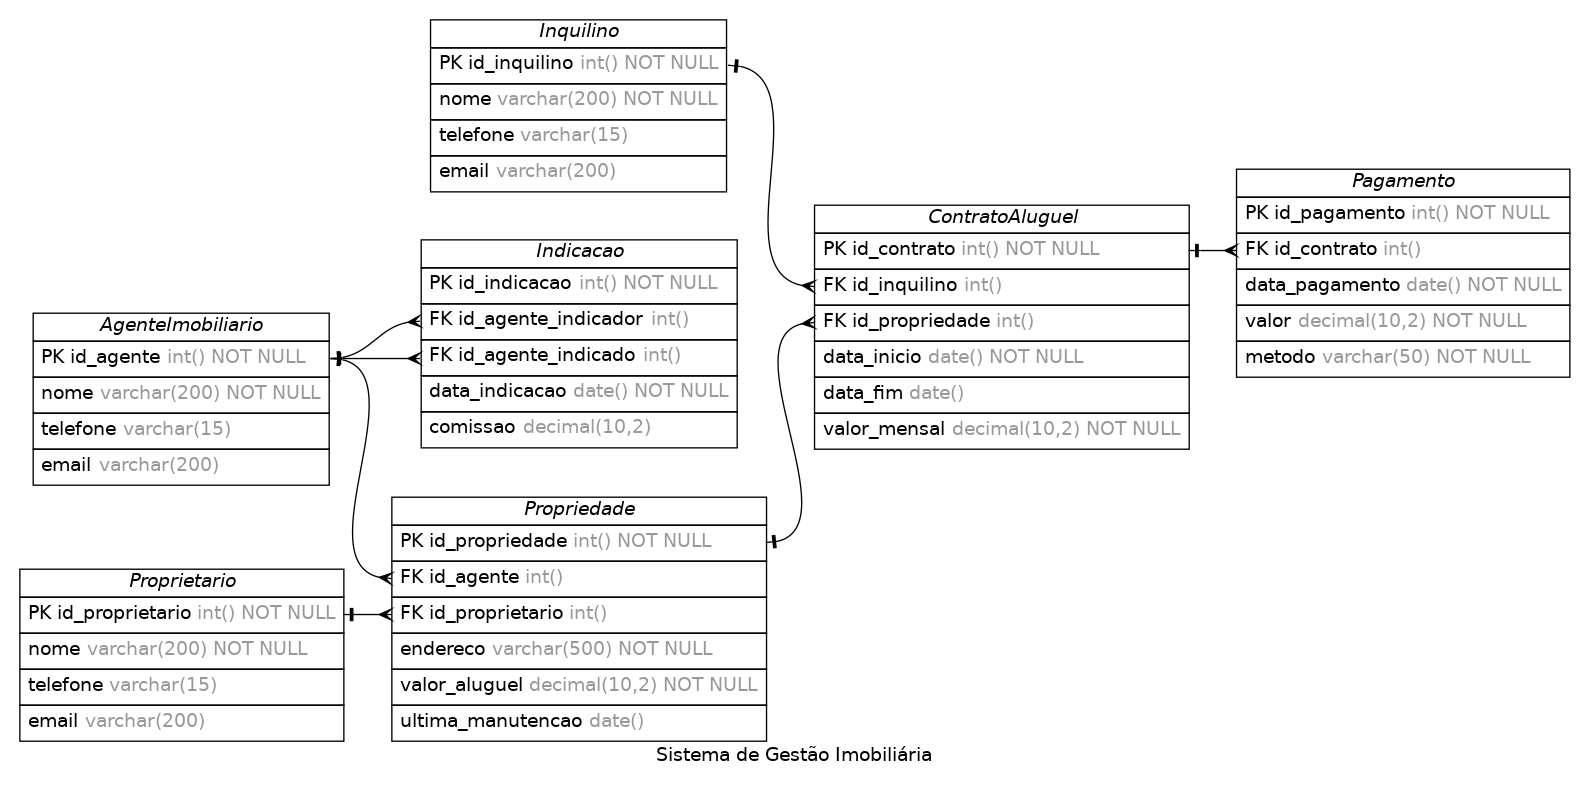 Inquilino
PK id_inquilino int() NOT NULL
nome varchar(200) NOT NULL
telefone varchar(15)
email varchar(200)
Indicacao
PK id_indicacao int() NOT NULL
FK id_agente_indicador int()
FK id_agente_indicado int()
data_indicacao date() NOT NULL
comissao decimal(10,2)
AgenteImobiliario
PK id_agente int() NOT NULL
nome varchar(200) NOT NULL
telefone varchar(15)
email varchar(200)
Proprietario
PK id_proprietario int() NOT NULL
nome varchar(200) NOT NULL
telefone varchar(15)
email varchar(200)
Propriedade
PK id_propriedade int() NOT NULL
FK id_agente int()
FK id_proprietario int()
endereco varchar(500) NOT NULL
valor_aluguel decimal(10,2) NOT NULL
ultima_manutencao date()
ContratoAluguel
PK id_contrato int() NOT NULL
FK id_inquilino int()
FK id_propriedade int()
data_inicio date() NOT NULL
data_fim date()
valor_mensal decimal(10,2) NOT NULL
Pagamento
PK id_pagamento int() NOT NULL
FK id_contrato int()
data_pagamento date() NOT NULL
valor decimal(10,2) NOT NULL
metodo varchar(50) NOT NULL
Sistema de Gestão Imobiliária